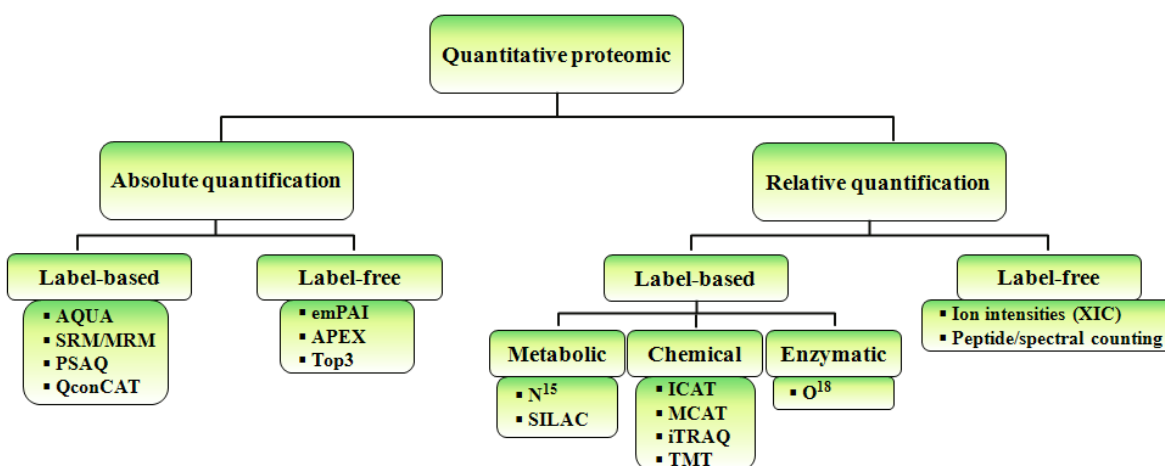 Quantitative proteomic
Absolute quantification
Relative quantification
Label-based
▪ AQUA
▪ SRM/MRM
▪ PSAQ
▪ QconCAT
Label-free
▪ emPAI
▪ APEX
▪ Top3
Label-based
Metabolic
▪ N¹⁵
▪ SILAC
Chemical
▪ ICAT
▪ MCAT
▪ iTRAQ
▪ TMT
Enzymatic
▪ O¹⁸
Label-free
▪ Ion intensities (XIC)
▪ Peptide/spectral counting